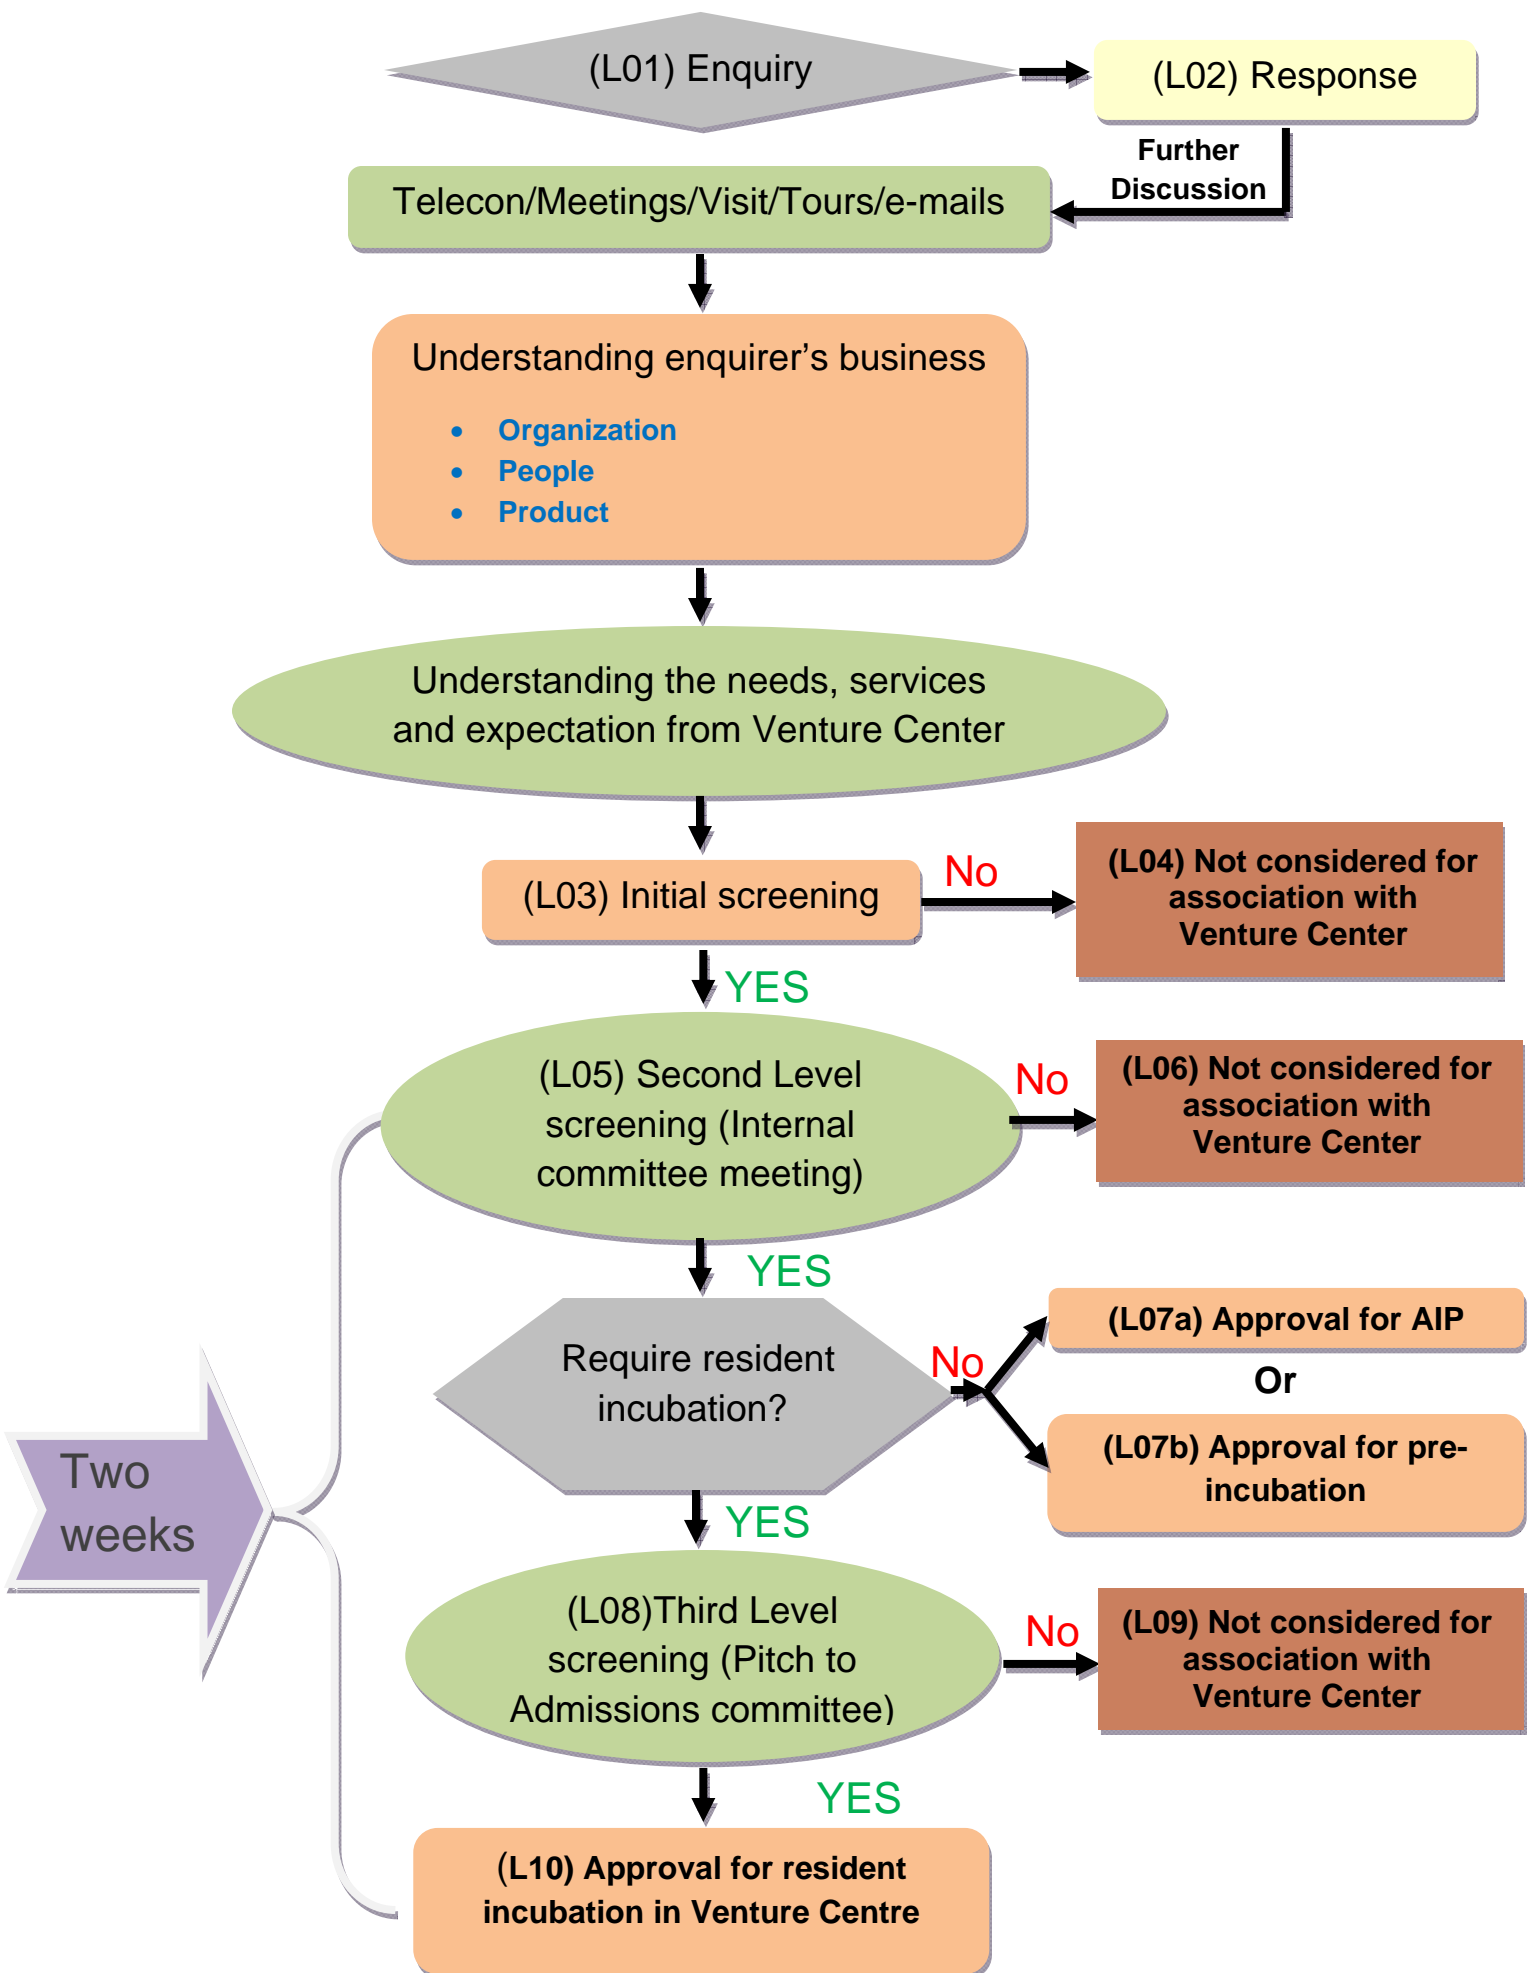 (L01) Enquiry
(L02) Response
Further
Discussion
Telecon/Meetings/Visit/Tours/e-mails
Understanding enquirer’s business
• Organization
• People
• Product
Understanding the needs, services
and expectation from Venture Center
(L03) Initial screening
No
(L04) Not considered for
association with
Venture Center
YES
(L05) Second Level
screening (Internal
committee meeting)
No
(L06) Not considered for
association with
Venture Center
YES
Require resident
incubation?
No
(L07a) Approval for AIP
Or
(L07b) Approval for pre-
incubation
Two
weeks
YES
(L08)Third Level
screening (Pitch to
Admissions committee)
No
(L09) Not considered for
association with
Venture Center
YES
(L10) Approval for resident
incubation in Venture Centre